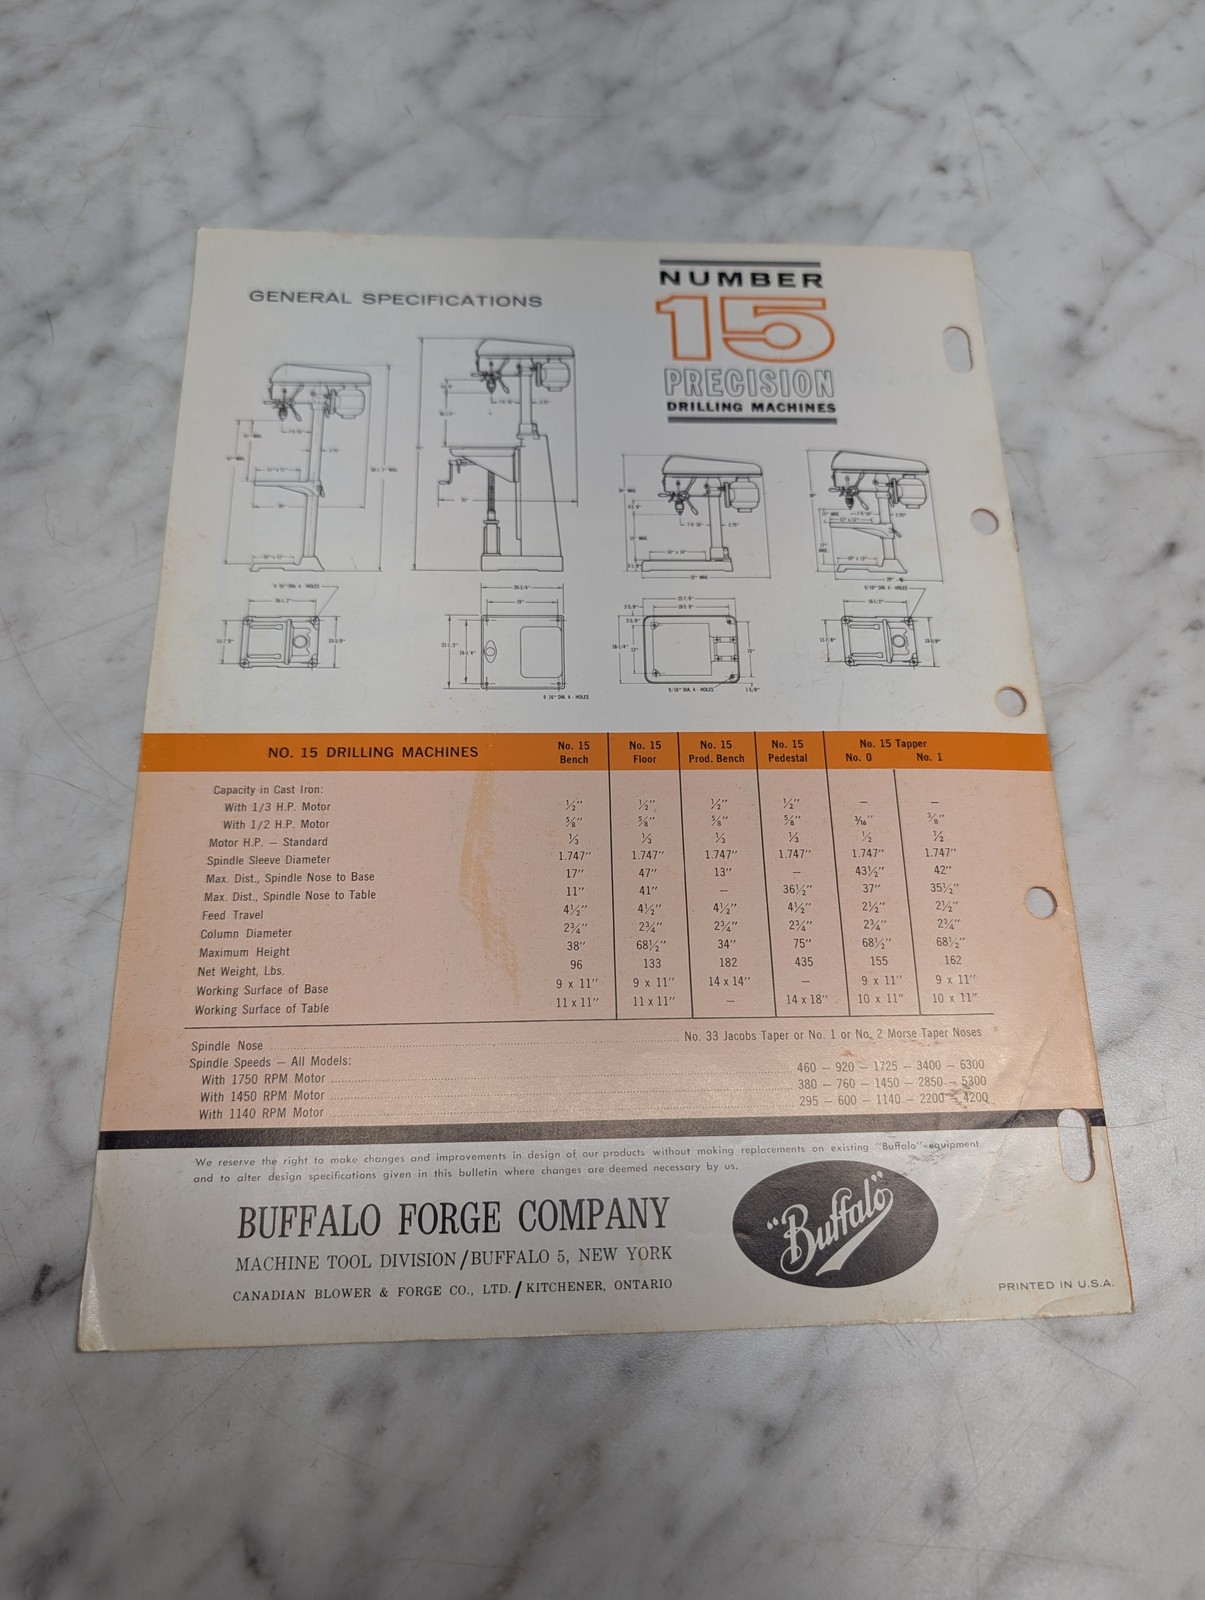 GENERAL SPECIFICATIONS
NUMBER
15
PRECISION
DRILLING MACHINES
9/16" DIA. 4 - HOLES
NO. 15 DRILLING MACHINES
No. 15 Bench
No. 15 Floor
No. 15 Prod. Bench
No. 15 Pedestal
No. 15 Tapper
No. 0 No. 1
Capacity in Cast Iron:
With 1/3 H.P. Motor ½" ½" ½" ½" — —
With 1/2 H.P. Motor ⅝" ⅝" ⅝" ⅝" 3/16" ⅜"
Motor H.P. — Standard ⅓ ⅓ ⅓ ⅓ ½ ½
Spindle Sleeve Diameter 1.747" 1.747" 1.747" 1.747" 1.747" 1.747"
Max. Dist., Spindle Nose to Base 17" 47" 13" — 43½" 42"
Max. Dist., Spindle Nose to Table 11" 41" — 36½" 37" 35½"
Feed Travel 4½" 4½" 4½" 4½" 2½" 2½"
Column Diameter 2¾" 2¾" 2¾" 2¾" 2¾" 2¾"
Maximum Height 38" 68½" 34" 75" 68½" 68½"
Net Weight, Lbs. 96 133 182 435 155 162
Working Surface of Base 9 x 11" 9 x 11" 14 x 14" — 9 x 11" 9 x 11"
Working Surface of Table 11 x 11" 11 x 11" — 14 x 18" 10 x 11" 10 x 11"
Spindle Nose No. 33 Jacobs Taper or No. 1 or No. 2 Morse Taper Noses
Spindle Speeds — All Models:
With 1750 RPM Motor 460 — 920 — 1725 — 3400 — 6300
With 1450 RPM Motor 380 — 760 — 1450 — 2850 — 5300
With 1140 RPM Motor 295 — 600 — 1140 — 2200 — 4200
We reserve the right to make changes and improvements in design of our products without making replacements on existing "Buffalo" equipment
and to alter design specifications given in this bulletin where changes are deemed necessary by us.
BUFFALO FORGE COMPANY
MACHINE TOOL DIVISION/BUFFALO 5, NEW YORK
CANADIAN BLOWER & FORGE CO., LTD./KITCHENER, ONTARIO
"Buffalo"
PRINTED IN U.S.A.